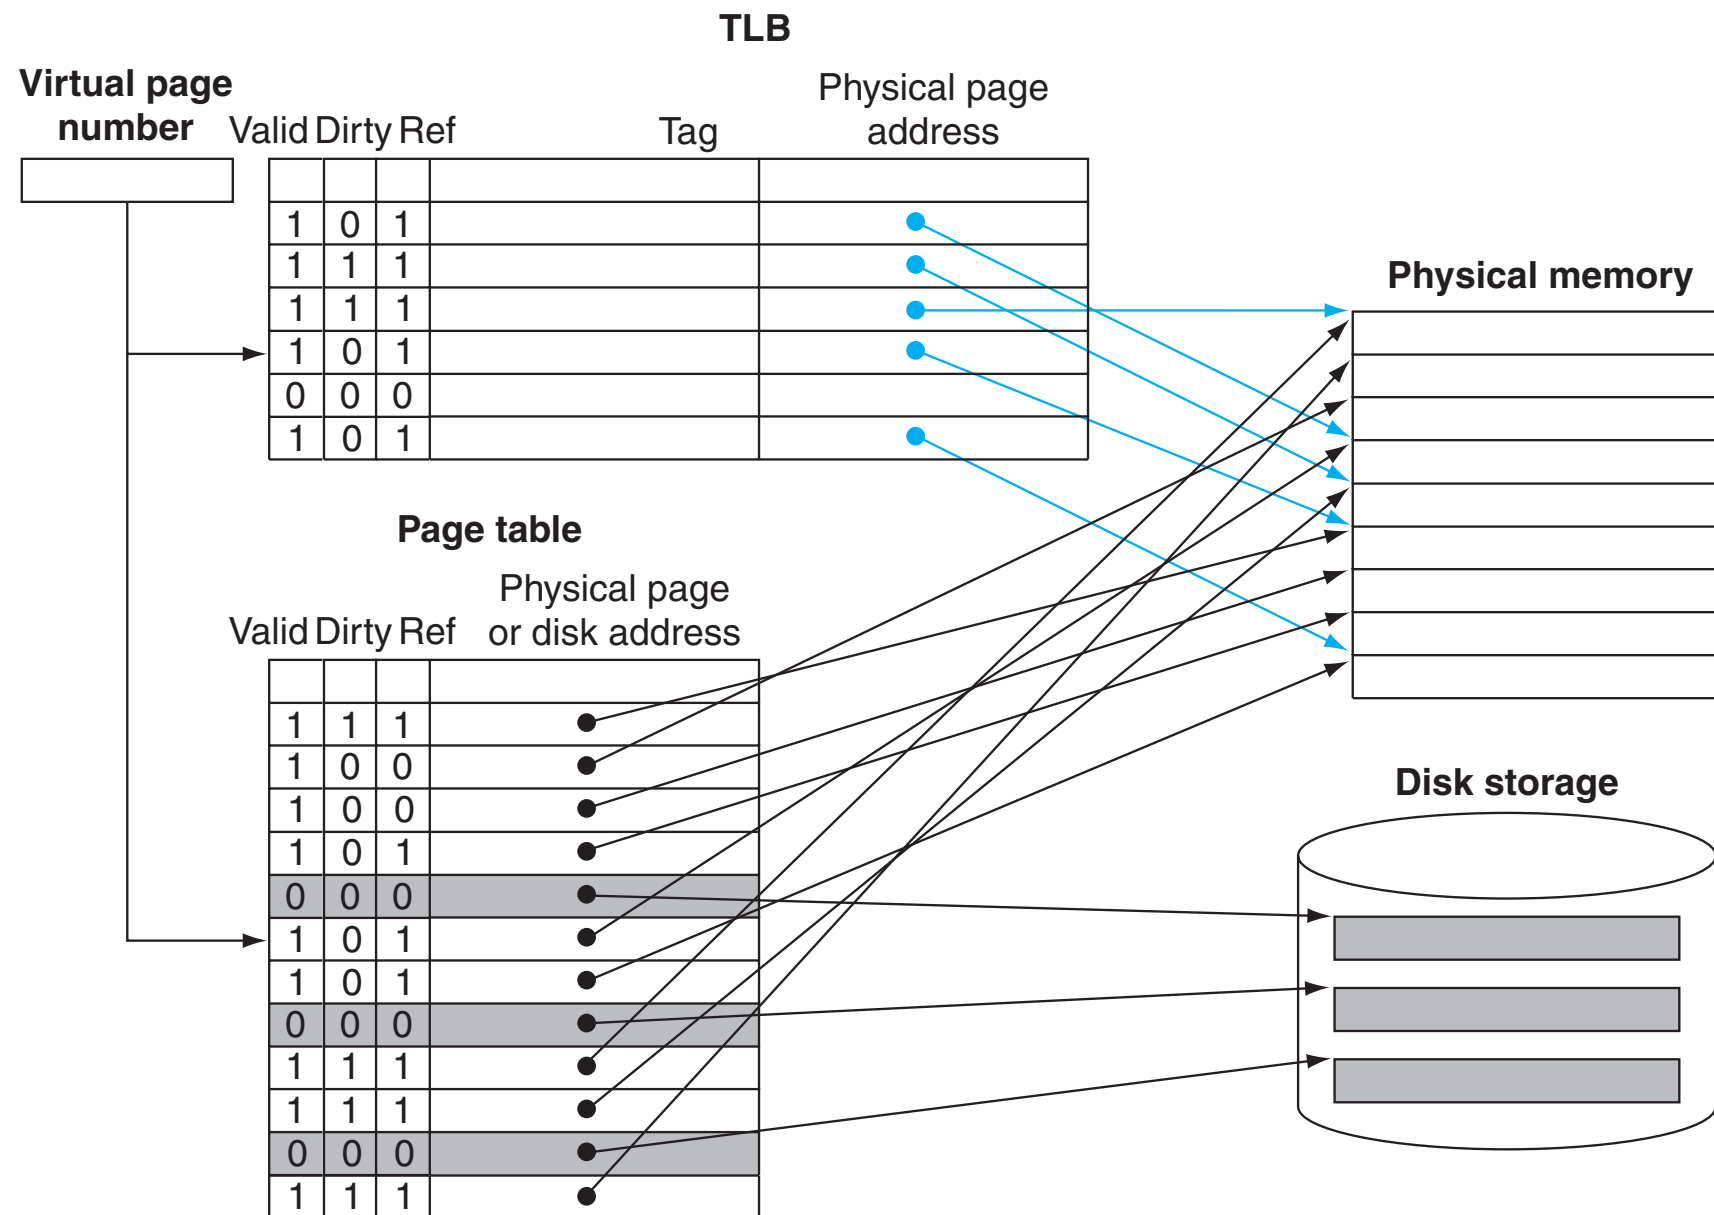 TLB
Virtual page
number
Valid Dirty Ref
Tag
Physical page
address
1 0 1
1 1 1
1 1 1
1 0 1
0 0 0
1 0 1
Physical memory
Page table
Physical page
or disk address
Valid Dirty Ref
1 1 1
1 0 0
1 0 0
1 0 1
0 0 0
1 0 1
1 0 1
0 0 0
1 1 1
1 1 1
0 0 0
1 1 1
Disk storage